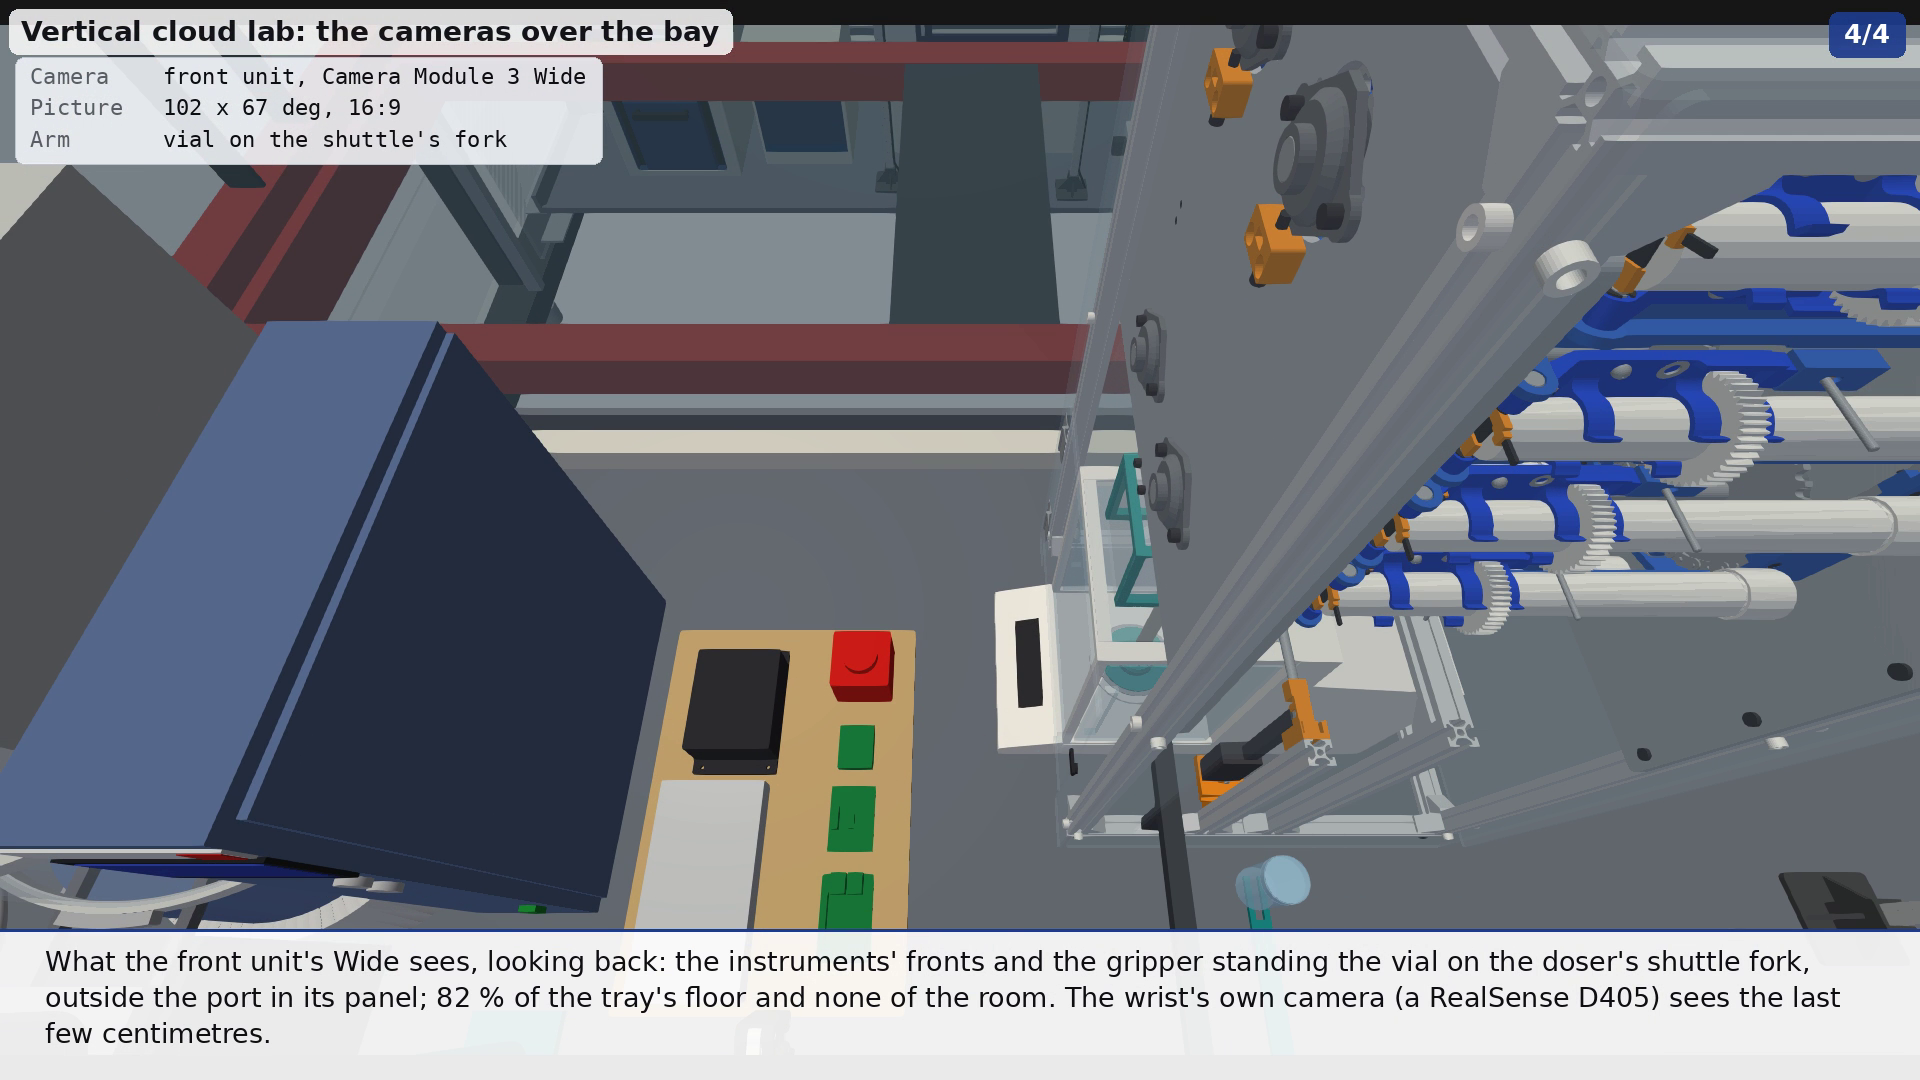 Vertical cloud lab: the cameras over the bay
4/4
Camera front unit, Camera Module 3 Wide
Picture 102 x 67 deg, 16:9
Arm vial on the shuttle's fork
What the front unit's Wide sees, looking back: the instruments' fronts and the gripper standing the vial on the doser's shuttle fork,
outside the port in its panel; 82 % of the tray's floor and none of the room. The wrist's own camera (a RealSense D405) sees the last
few centimetres.